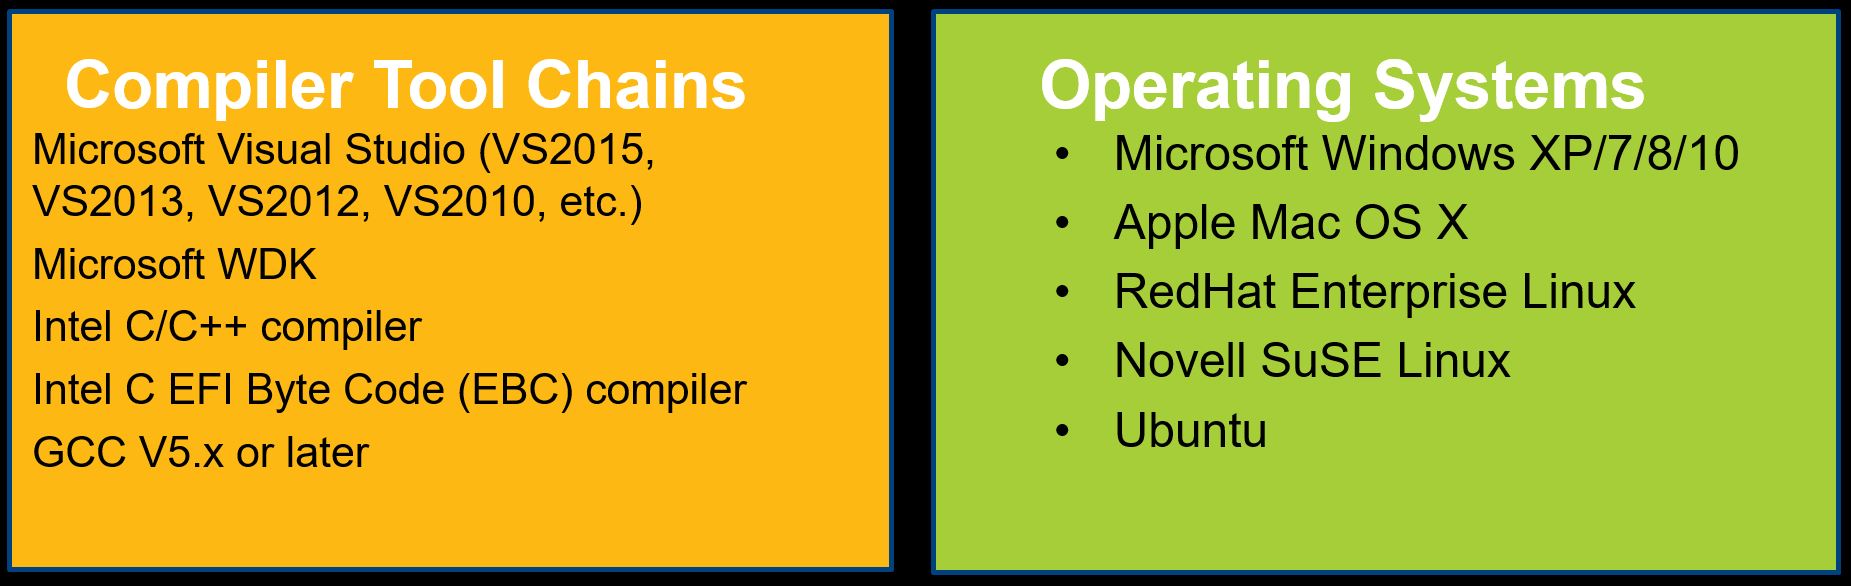 Compiler Tool Chains
Microsoft Visual Studio (VS2015,
VS2013, VS2012, VS2010, etc.)
Microsoft WDK
Intel C/C++ compiler
Intel C EFI Byte Code (EBC) compiler
GCC V5.x or later
Operating Systems
• Microsoft Windows XP/7/8/10
• Apple Mac OS X
• RedHat Enterprise Linux
• Novell SuSE Linux
• Ubuntu